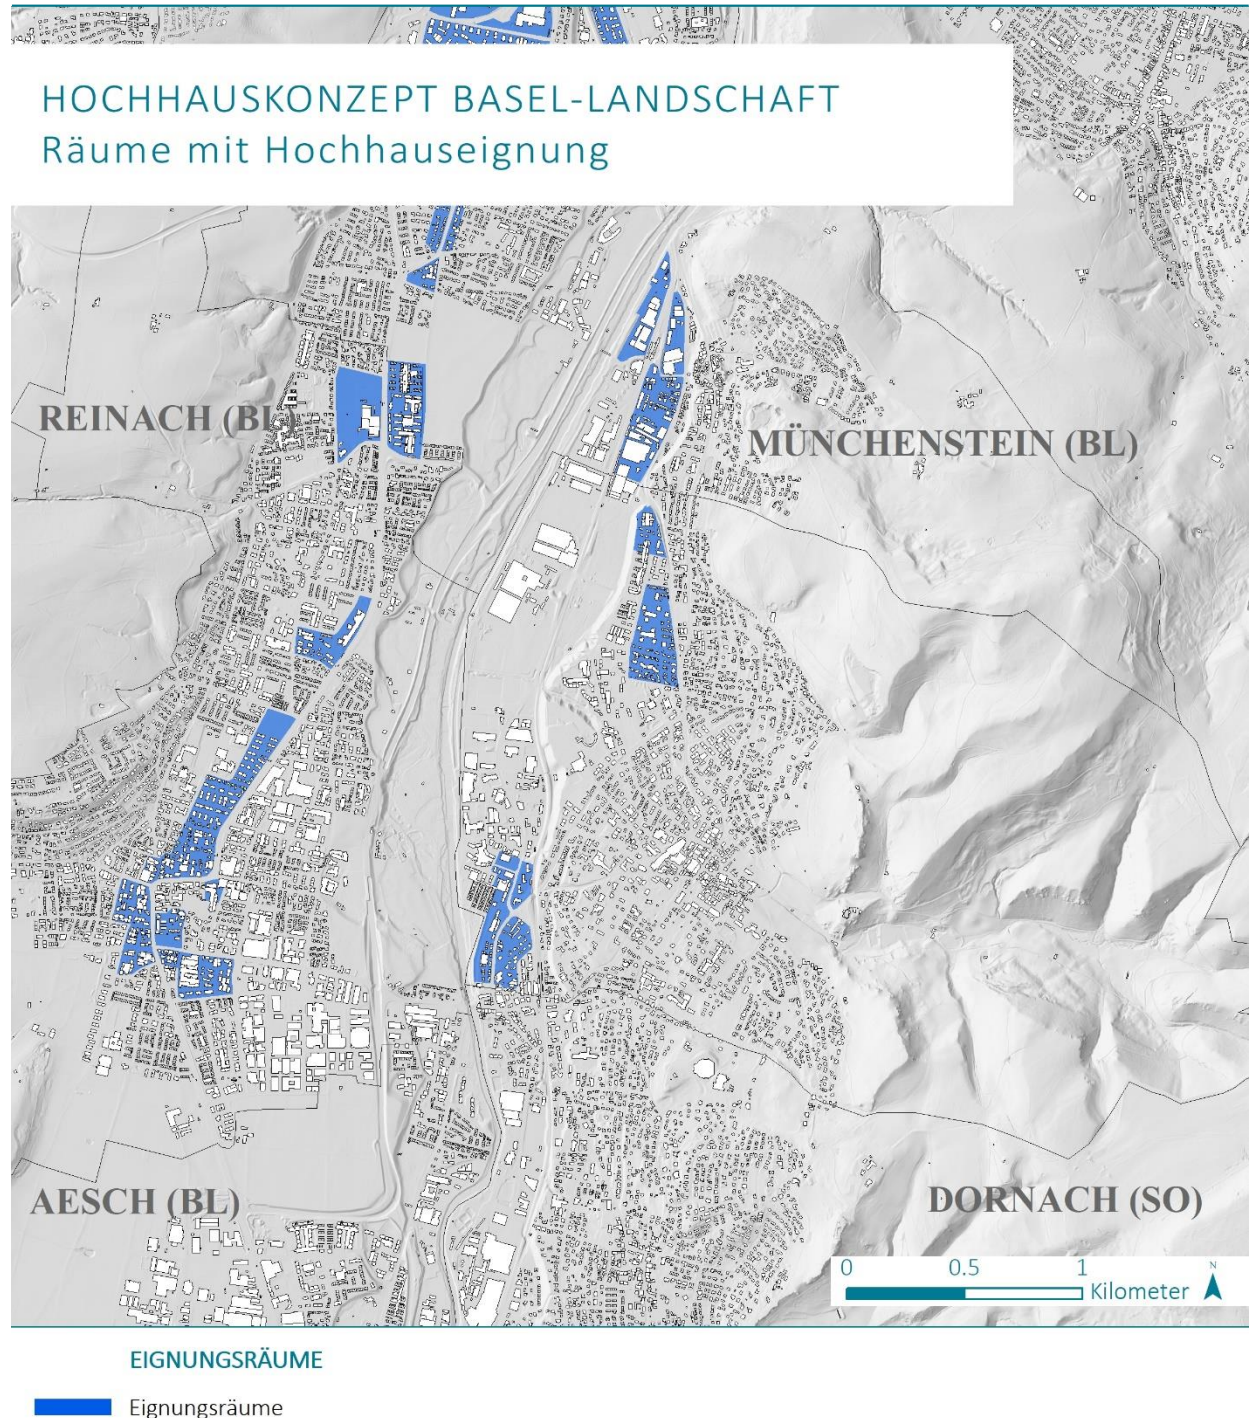 HOCHHAUSKONZEPT BASEL-LANDSCHAFT
Räume mit Hochhauseignung
REINACH (BL)
MÜNCHENSTEIN (BL)
AESCH (BL)
DORNACH (SO)
0 0.5 1
Kilometer
N
EIGNUNGSRÄUME
Eignungsräume